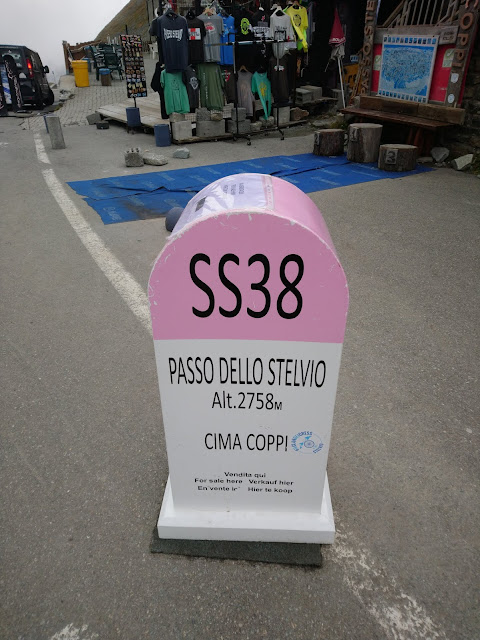 SS38
PASSO DELLO STELVIO
Alt.2758M
CIMA COPPI
Vendita qui
For sale here Verkauf hier
En vente ir Hier te koop